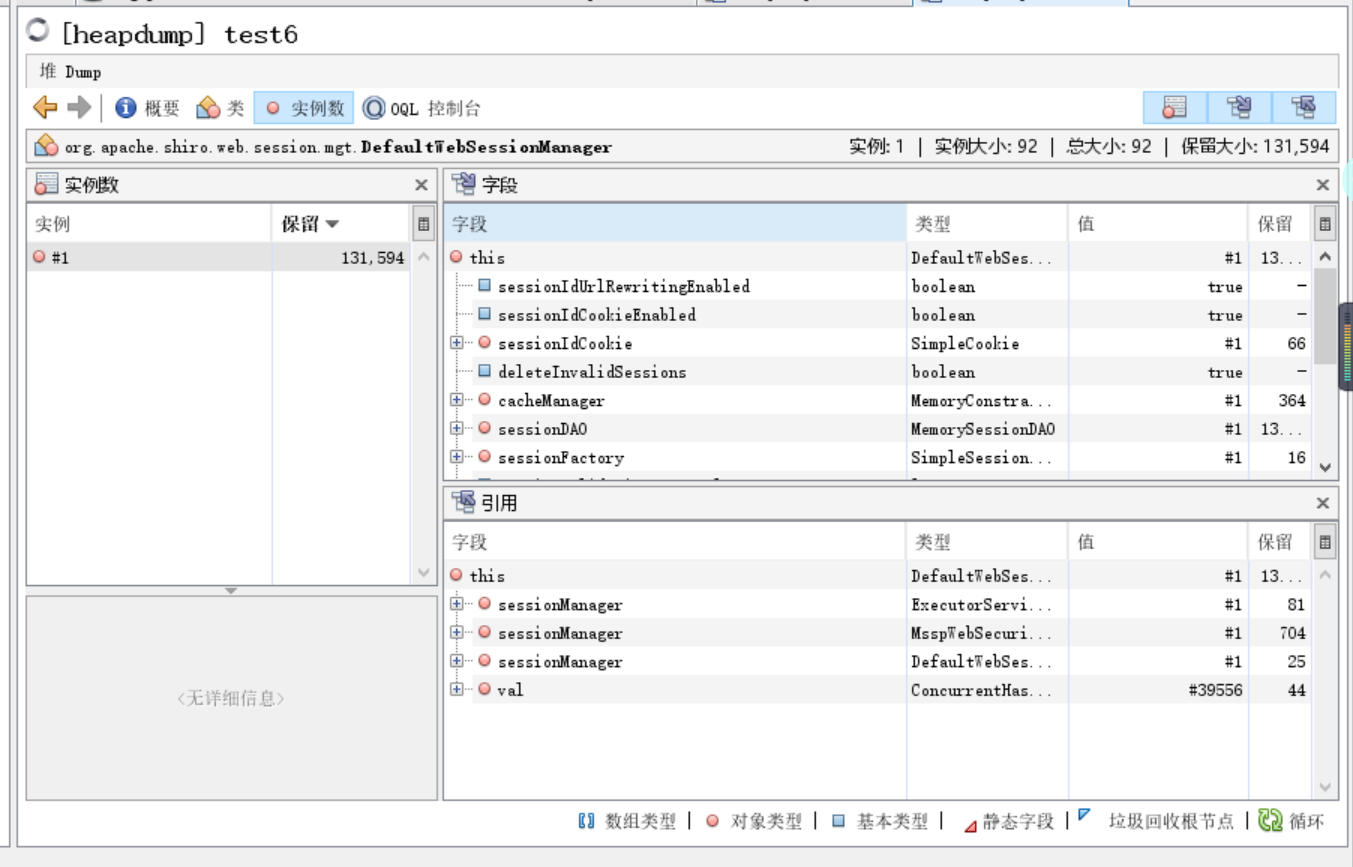 [heapdump] test6
堆 Dump
概要 类 实例数 OQL 控制台
org.apache.shiro.web.session.mgt.DefaultWebSessionManager 实例: 1 | 实例大小: 92 | 总大小: 92 | 保留大小: 131,594
实例数
实例 保留
#1 131,594
<无详细信息>
字段
字段 类型 值 保留
this DefaultWebSes... #1 13...
sessionIdUrlRewritingEnabled boolean true -
sessionIdCookieEnabled boolean true -
sessionIdCookie SimpleCookie #1 66
deleteInvalidSessions boolean true -
cacheManager MemoryConstra... #1 364
sessionDAO MemorySessionDAO #1 13...
sessionFactory SimpleSession... #1 16
引用
字段 类型 值 保留
this DefaultWebSes... #1 13...
sessionManager ExecutorServi... #1 81
sessionManager MsspWebSecuri... #1 704
sessionManager DefaultWebSes... #1 25
val ConcurrentHas... #39556 44
数组类型 | 对象类型 | 基本类型 | 静态字段 | 垃圾回收根节点 | 循环